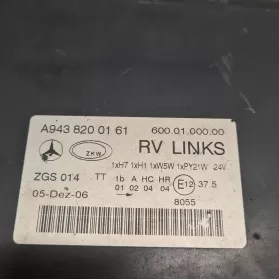 A943 820 01 61 600.01.000.00
ZKW RV LINKS
1xH7 1xH1 1xW5W 1xPY21W 24V
ZGS 014 TT 1b A HC HR
01 02 04 04 E12 37.5
05-Dez-06 8055